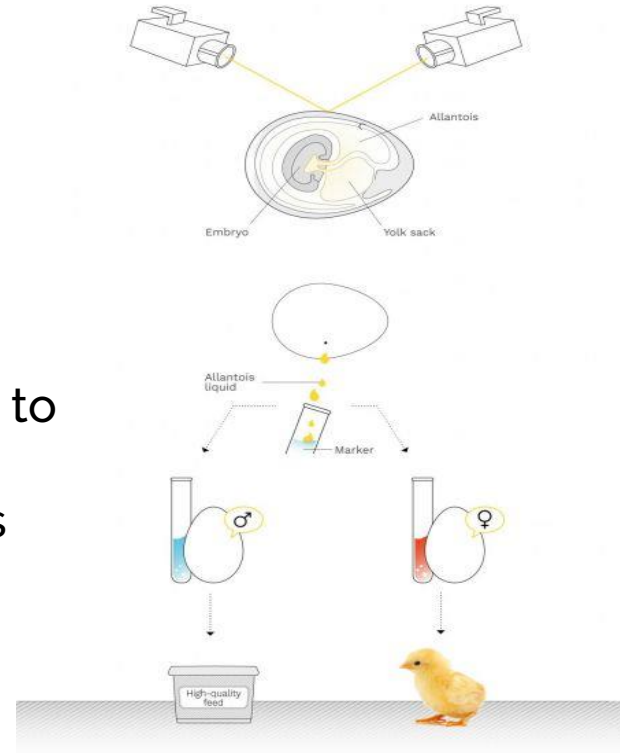 Allantois
Embryo
Yolk sack
Allantois
liquid
to
Marker
s
♂
♀
High-quality
feed